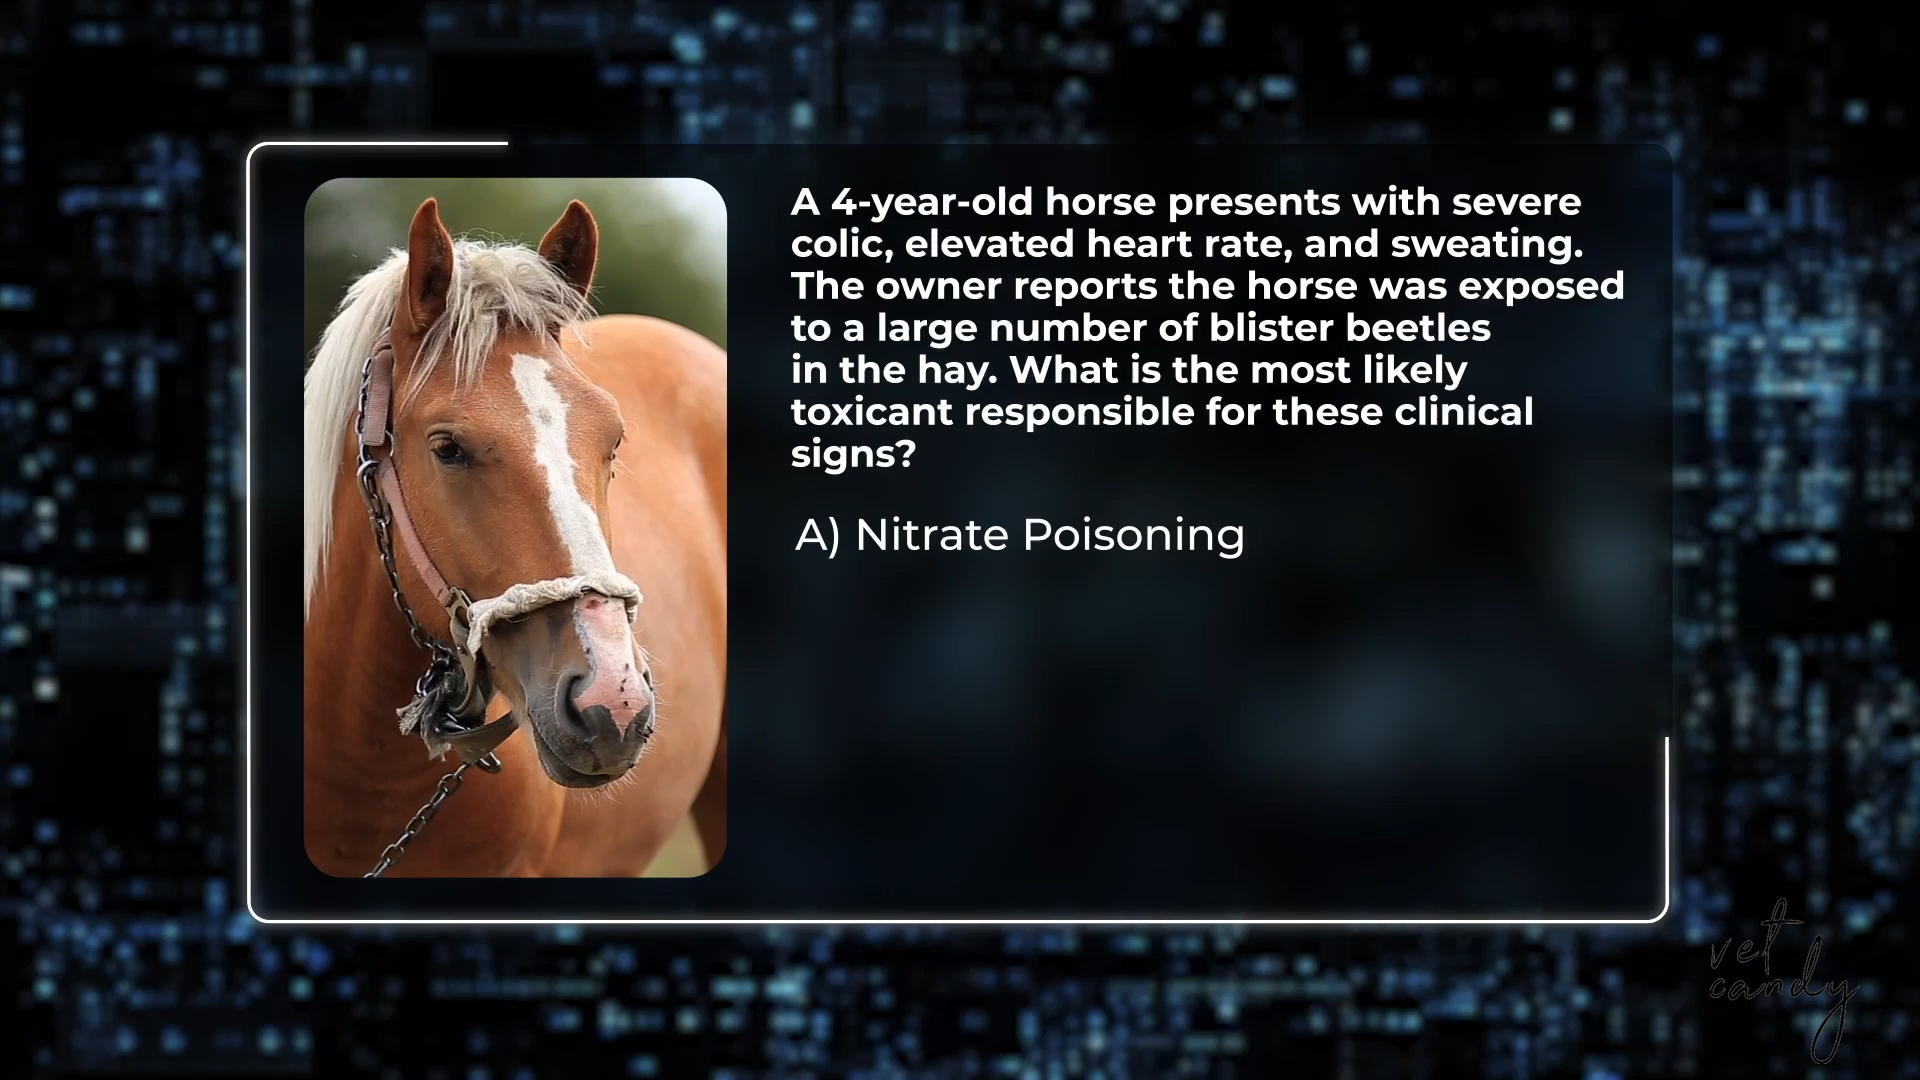 A 4-year-old horse presents with severe
colic, elevated heart rate, and sweating.
The owner reports the horse was exposed
to a large number of blister beetles
in the hay. What is the most likely
toxicant responsible for these clinical
signs?
A) Nitrate Poisoning
vet
candy